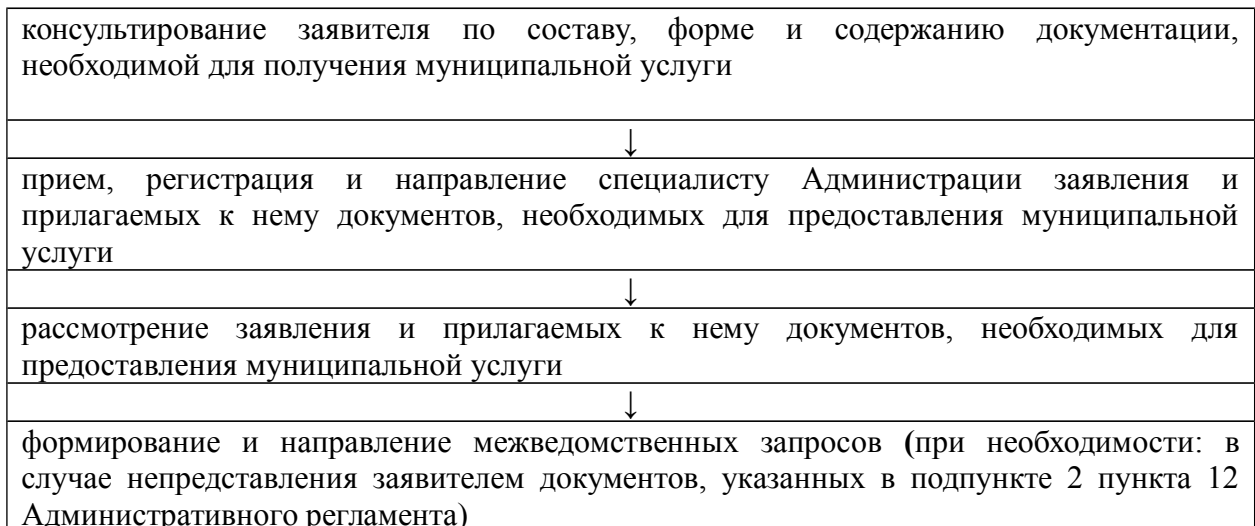 консультирование заявителя по составу, форме и содержанию документации,
необходимой для получения муниципальной услуги
↓
прием, регистрация и направление специалисту Администрации заявления и
прилагаемых к нему документов, необходимых для предоставления муниципальной
услуги
↓
рассмотрение заявления и прилагаемых к нему документов, необходимых для
предоставления муниципальной услуги
↓
формирование и направление межведомственных запросов (при необходимости: в
случае непредставления заявителем документов, указанных в подпункте 2 пункта 12
Административного регламента)